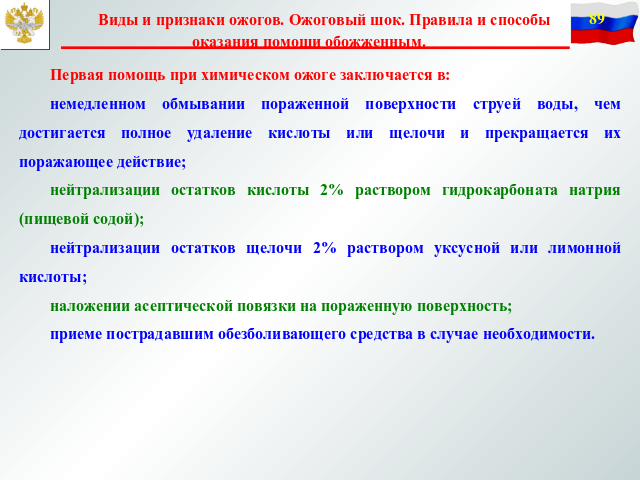 Виды и признаки ожогов. Ожоговый шок. Правила и способы
оказания помощи обожженным.
89
Первая помощь при химическом ожоге заключается в:
немедленном обмывании пораженной поверхности струей воды, чем
достигается полное удаление кислоты или щелочи и прекращается их
поражающее действие;
нейтрализации остатков кислоты 2% раствором гидрокарбоната натрия
(пищевой содой);
нейтрализации остатков щелочи 2% раствором уксусной или лимонной
кислоты;
наложении асептической повязки на пораженную поверхность;
приеме пострадавшим обезболивающего средства в случае необходимости.